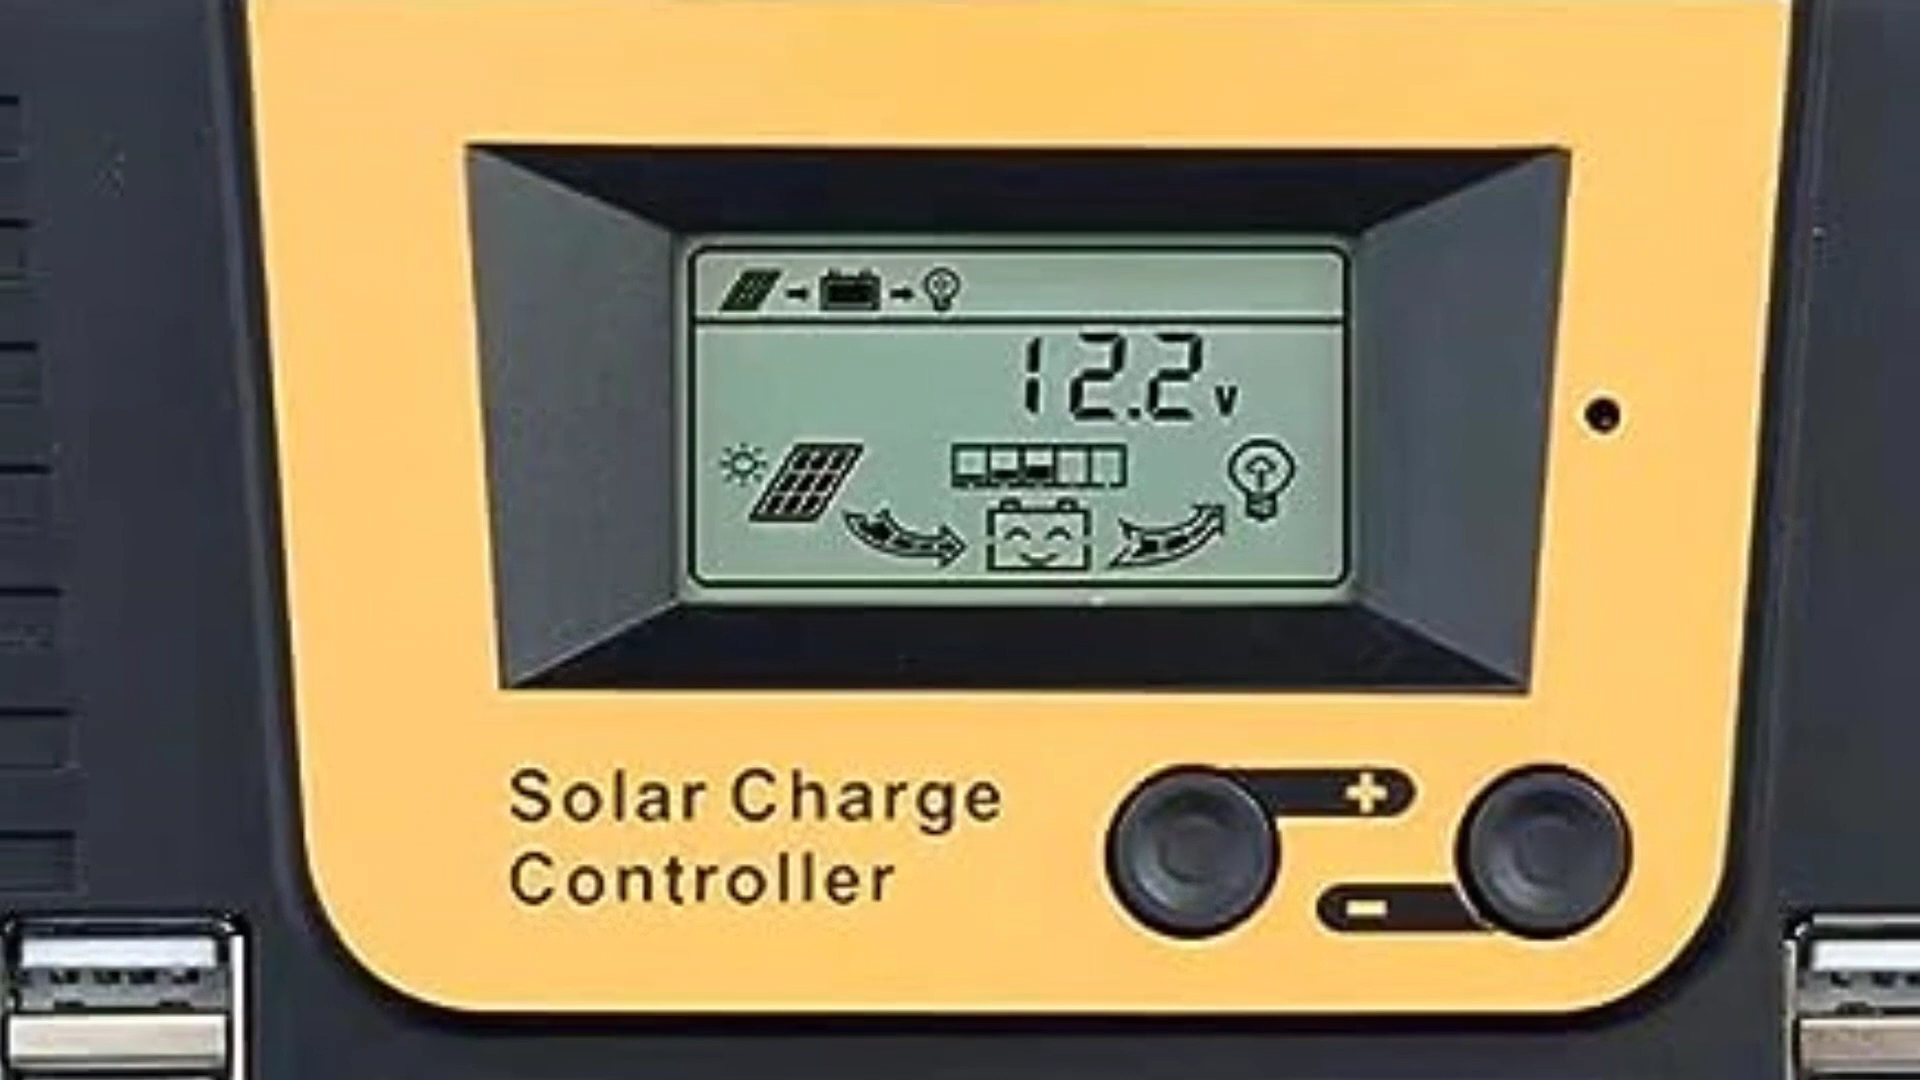 12.2v
Solar Charge
Controller
+
-